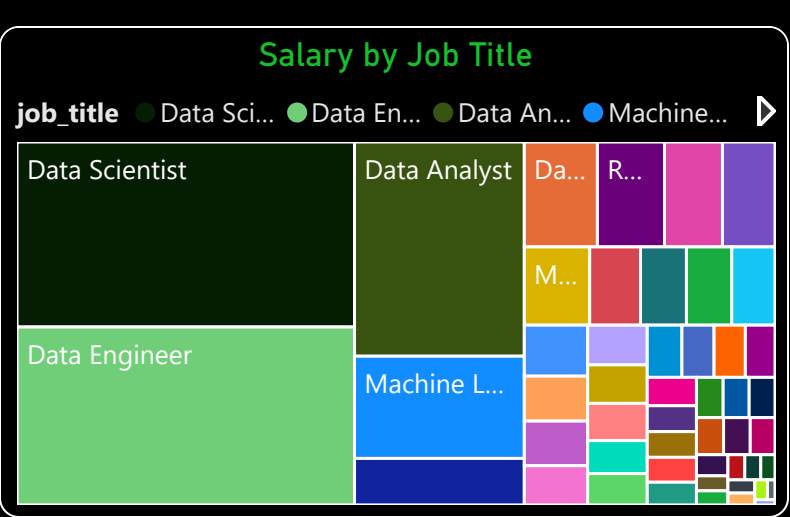 Salary by Job Title
job_title Data Sci... Data En... Data An... Machine...
Data Scientist
Data Analyst
Da...
R...
M...
Data Engineer
Machine L...